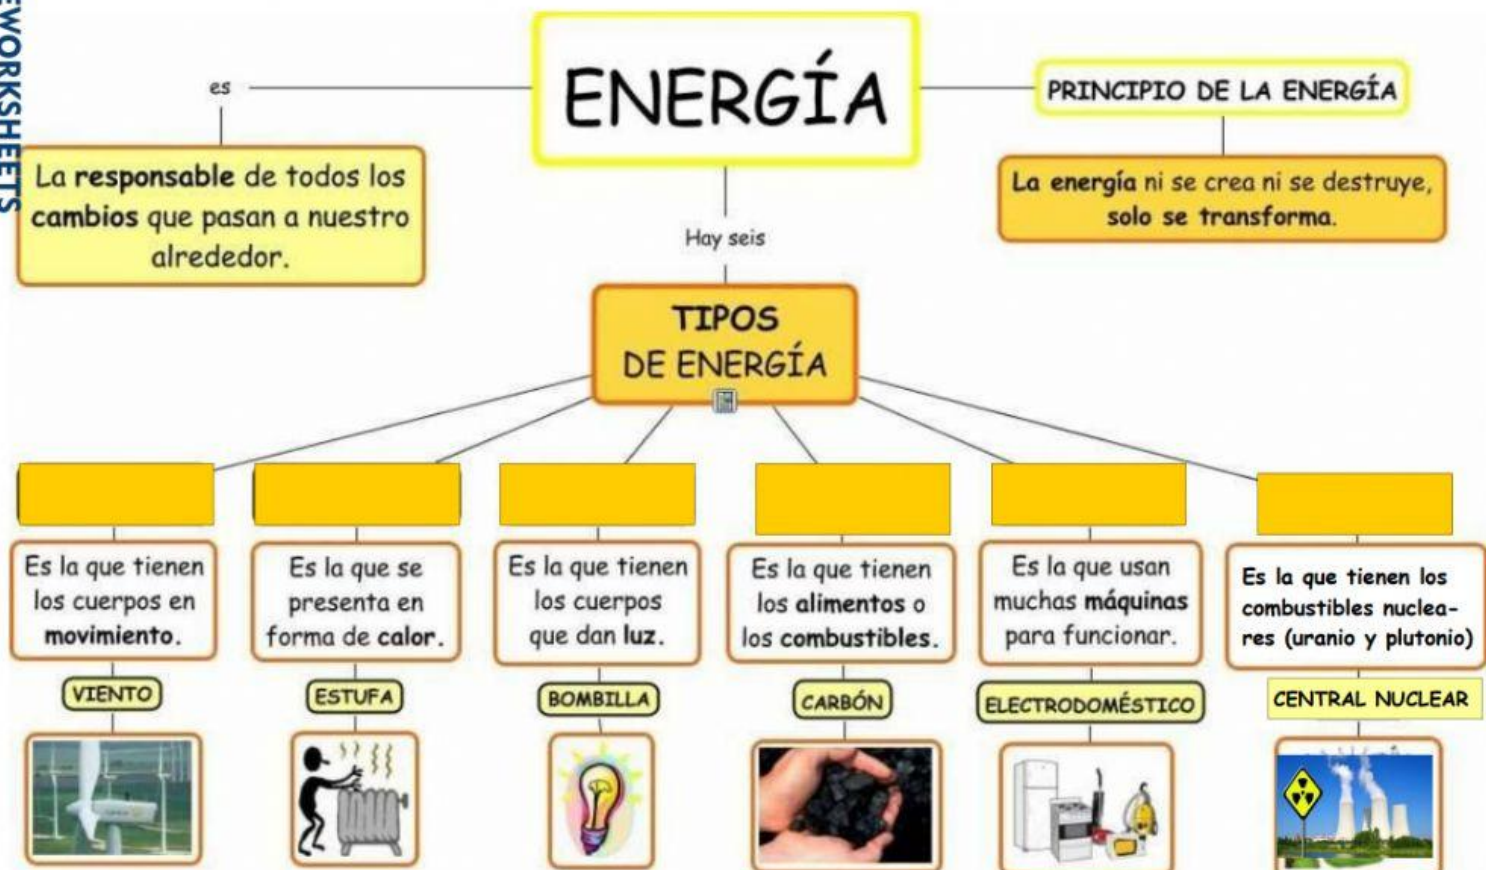 EWORKSHEETS
ENERGÍA
es
La responsable de todos los
cambios que pasan a nuestro
alrededor.
PRINCIPIO DE LA ENERGÍA
La energía ni se crea ni se destruye,
solo se transforma.
Hay seis
TIPOS
DE ENERGÍA
Es la que tienen
los cuerpos en
movimiento.
VIENTO
Es la que se
presenta en
forma de calor.
ESTUFA
Es la que tienen
los cuerpos
que dan luz.
BOMBILLA
Es la que tienen
los alimentos o
los combustibles.
CARBÓN
Es la que usan
muchas máquinas
para funcionar.
ELECTRODOMÉSTICO
Es la que tienen los
combustibles nuclea-
res (uranio y plutonio)
CENTRAL NUCLEAR